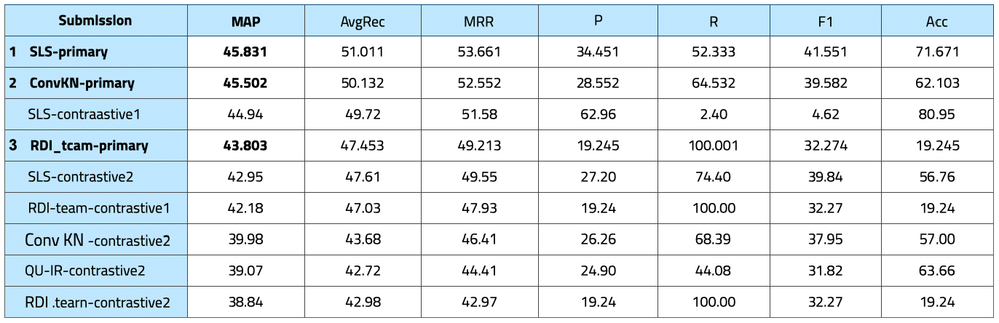 SubmIssIon MAP AvgRec MRR P R F1 Acc
1 SLS-primary 45.831 51.011 53.661 34.451 52.333 41.551 71.671
2 ConvKN-primary 45.502 50.132 52.552 28.552 64.532 39.582 62.103
SLS-contraastive1 44.94 49.72 51.58 62.96 2.40 4.62 80.95
3 RDI_tcam-primary 43.803 47.453 49.213 19.245 100.001 32.274 19.245
SLS-contrastive2 42.95 47.61 49.55 27.20 74.40 39.84 56.76
RDI-team-contrastive1 42.18 47.03 47.93 19.24 100.00 32.27 19.24
Conv KN -contrastive2 39.98 43.68 46.41 26.26 68.39 37.95 57.00
QU-IR-contrastive2 39.07 42.72 44.41 24.90 44.08 31.82 63.66
RDI .tearn-contrastive2 38.84 42.98 42.97 19.24 100.00 32.27 19.24